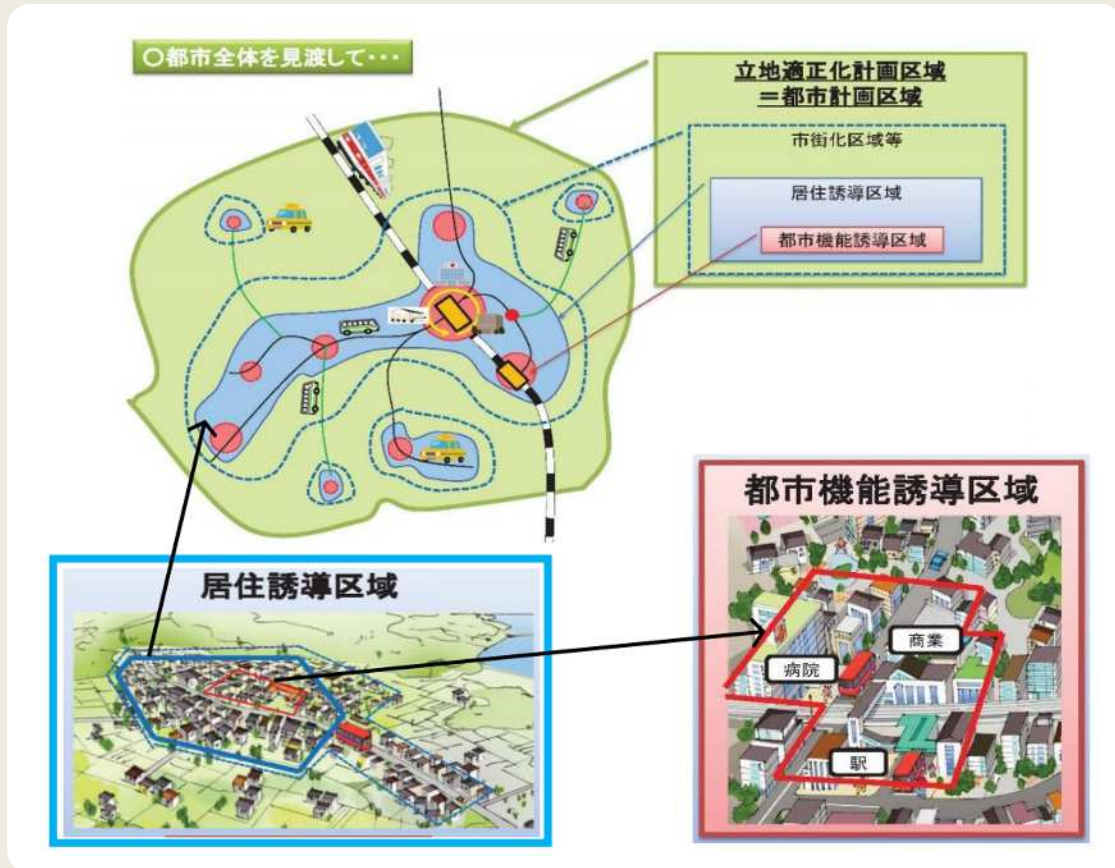 〇都市全体を見渡して・・・
立地適正化計画区域
＝都市計画区域
市街化区域等
居住誘導区域
都市機能誘導区域
居住誘導区域
都市機能誘導区域
商業
病院
駅